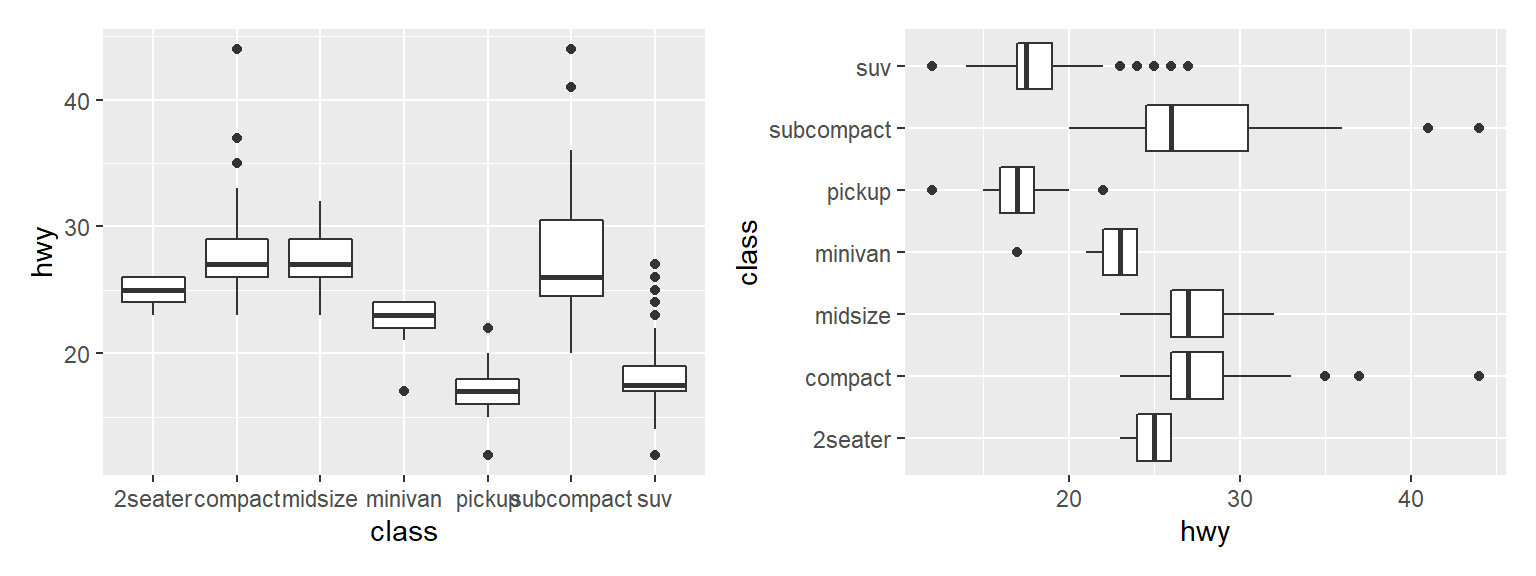 hwy
40
30
20
2seater compact midsize minivan pickup subcompact suv
class
class
suv
subcompact
pickup
minivan
midsize
compact
2seater
20 30 40
hwy